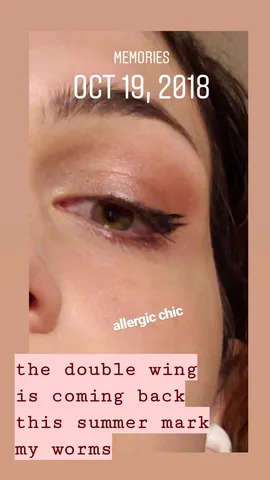 MEMORIES
OCT 19, 2018
allergic chic
the double wing
is coming back
this summer mark
my worms